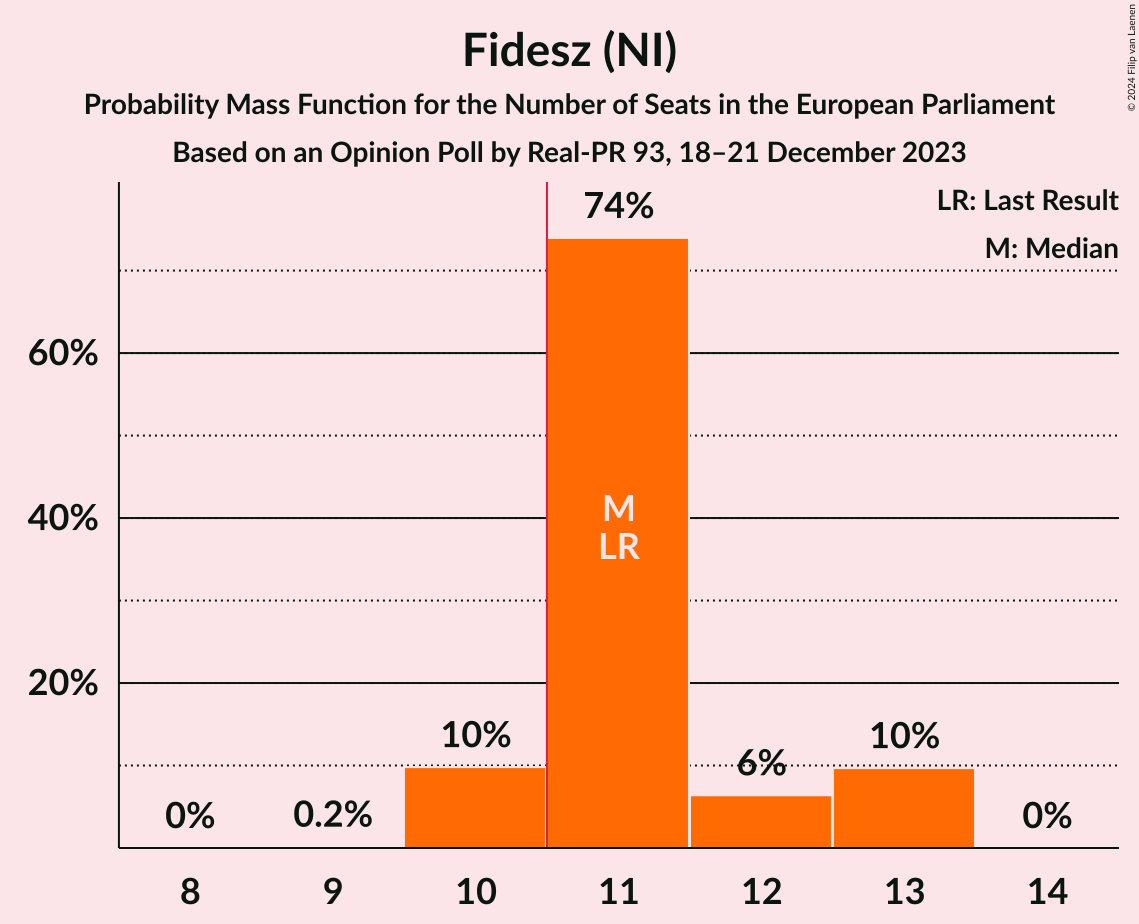 Fidesz (NI)
Probability Mass Function for the Number of Seats in the European Parliament
Based on an Opinion Poll by Real-PR 93, 18–21 December 2023
© 2024 Filip van Laenen
LR: Last Result
M: Median
74%
60%
40%
20%
M
LR
0%
0.2%
10%
6%
10%
0%
8
9
10
11
12
13
14